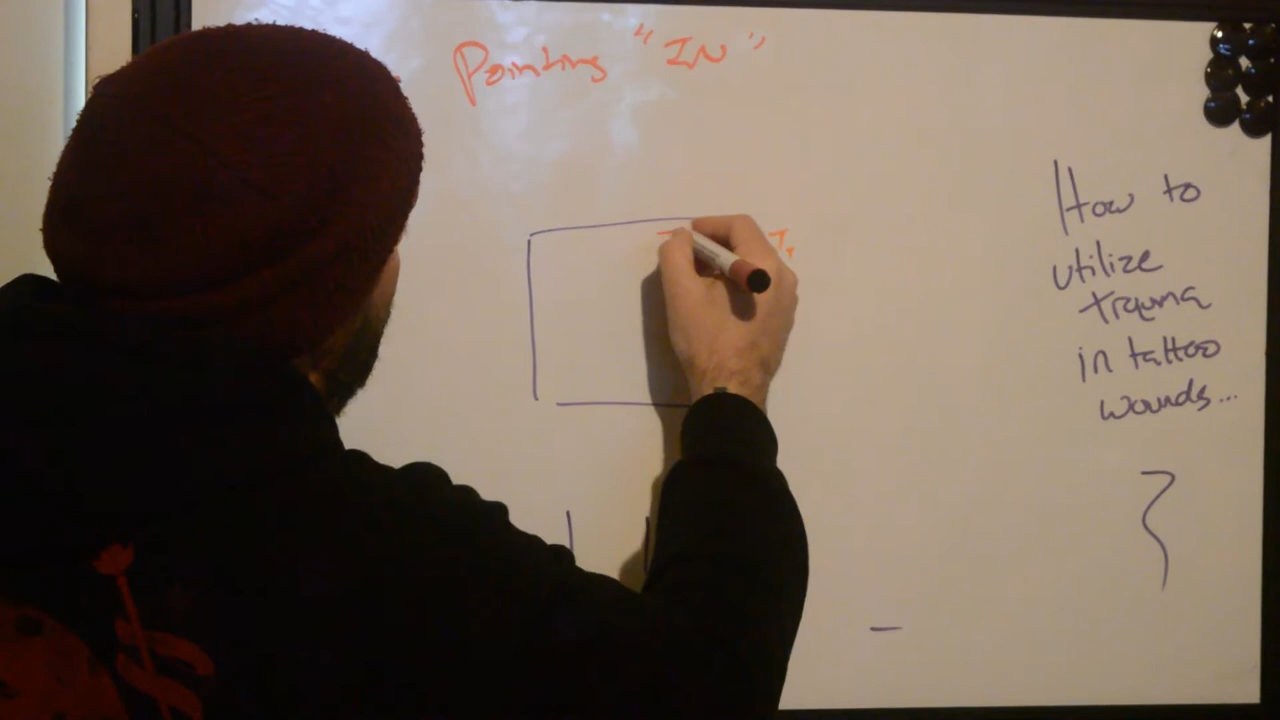 Pointing "IN"
How to
utilize
trauma
in tattoo
wounds...